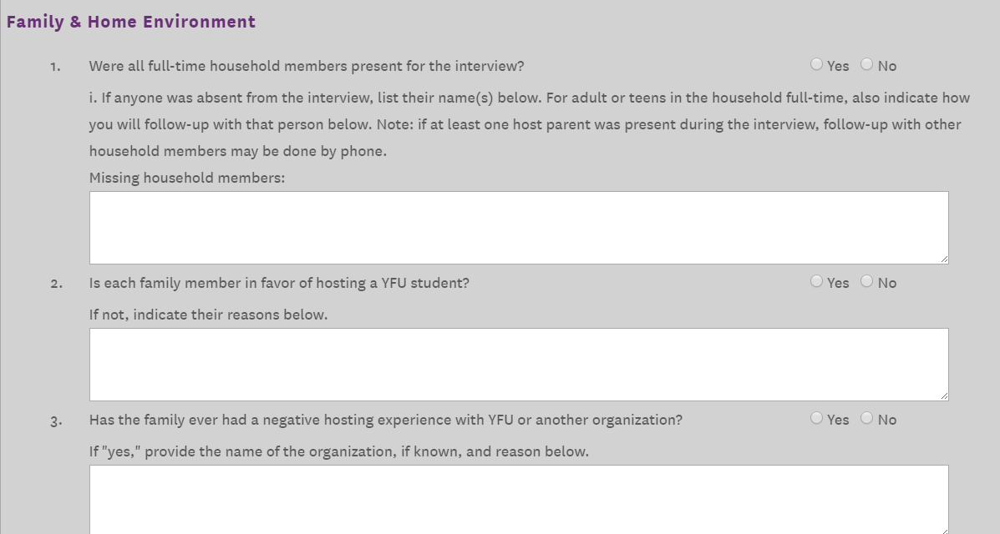 Family & Home Environment
1. Were all full-time household members present for the interview? Yes No
i. If anyone was absent from the interview, list their name(s) below. For adult or teens in the household full-time, also indicate how
you will follow-up with that person below. Note: if at least one host parent was present during the interview, follow-up with other
household members may be done by phone.
Missing household members:
2. Is each family member in favor of hosting a YFU student? Yes No
If not, indicate their reasons below.
3. Has the family ever had a negative hosting experience with YFU or another organization? Yes No
If "yes," provide the name of the organization, if known, and reason below.